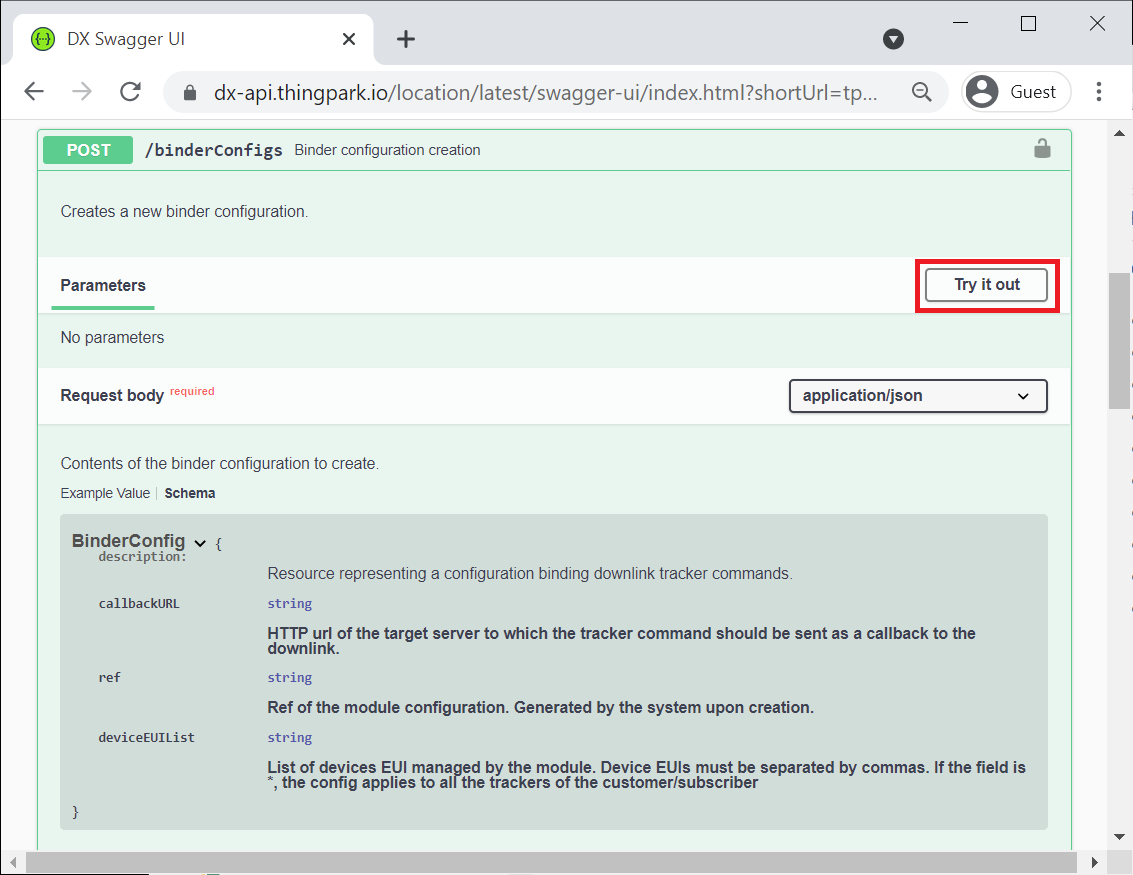 DX Swagger UI
dx-api.thingpark.io/location/latest/swagger-ui/index.html?shortUrl=tp...
Guest
POST /binderConfigs Binder configuration creation
Creates a new binder configuration.
Parameters
Try it out
No parameters
Request body required
application/json
Contents of the binder configuration to create.
Example Value | Schema
BinderConfig {
description:
Resource representing a configuration binding downlink tracker commands.
callbackURL string
HTTP url of the target server to which the tracker command should be sent as a callback to the
downlink.
ref string
Ref of the module configuration. Generated by the system upon creation.
deviceEUIList string
List of devices EUI managed by the module. Device EUIs must be separated by commas. If the field is
*, the config applies to all the trackers of the customer/subscriber
}